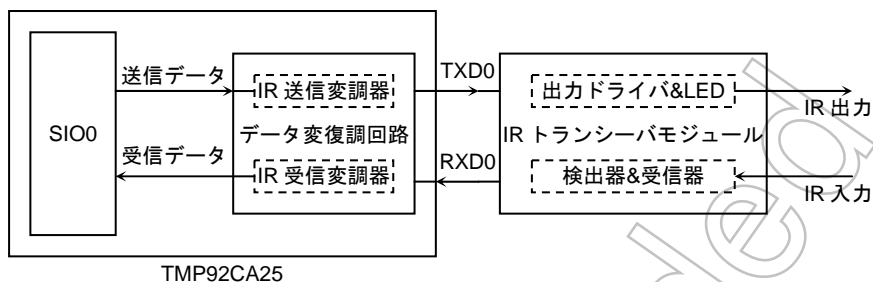 送信データ
IR 送信変調器
TXD0
出力ドライバ&LED
IR 出力
SIO0
データ変復調回路
IR トランシーバモジュール
受信データ
IR 受信変調器
RXD0
検出器&受信器
IR 入力
TMP92CA25